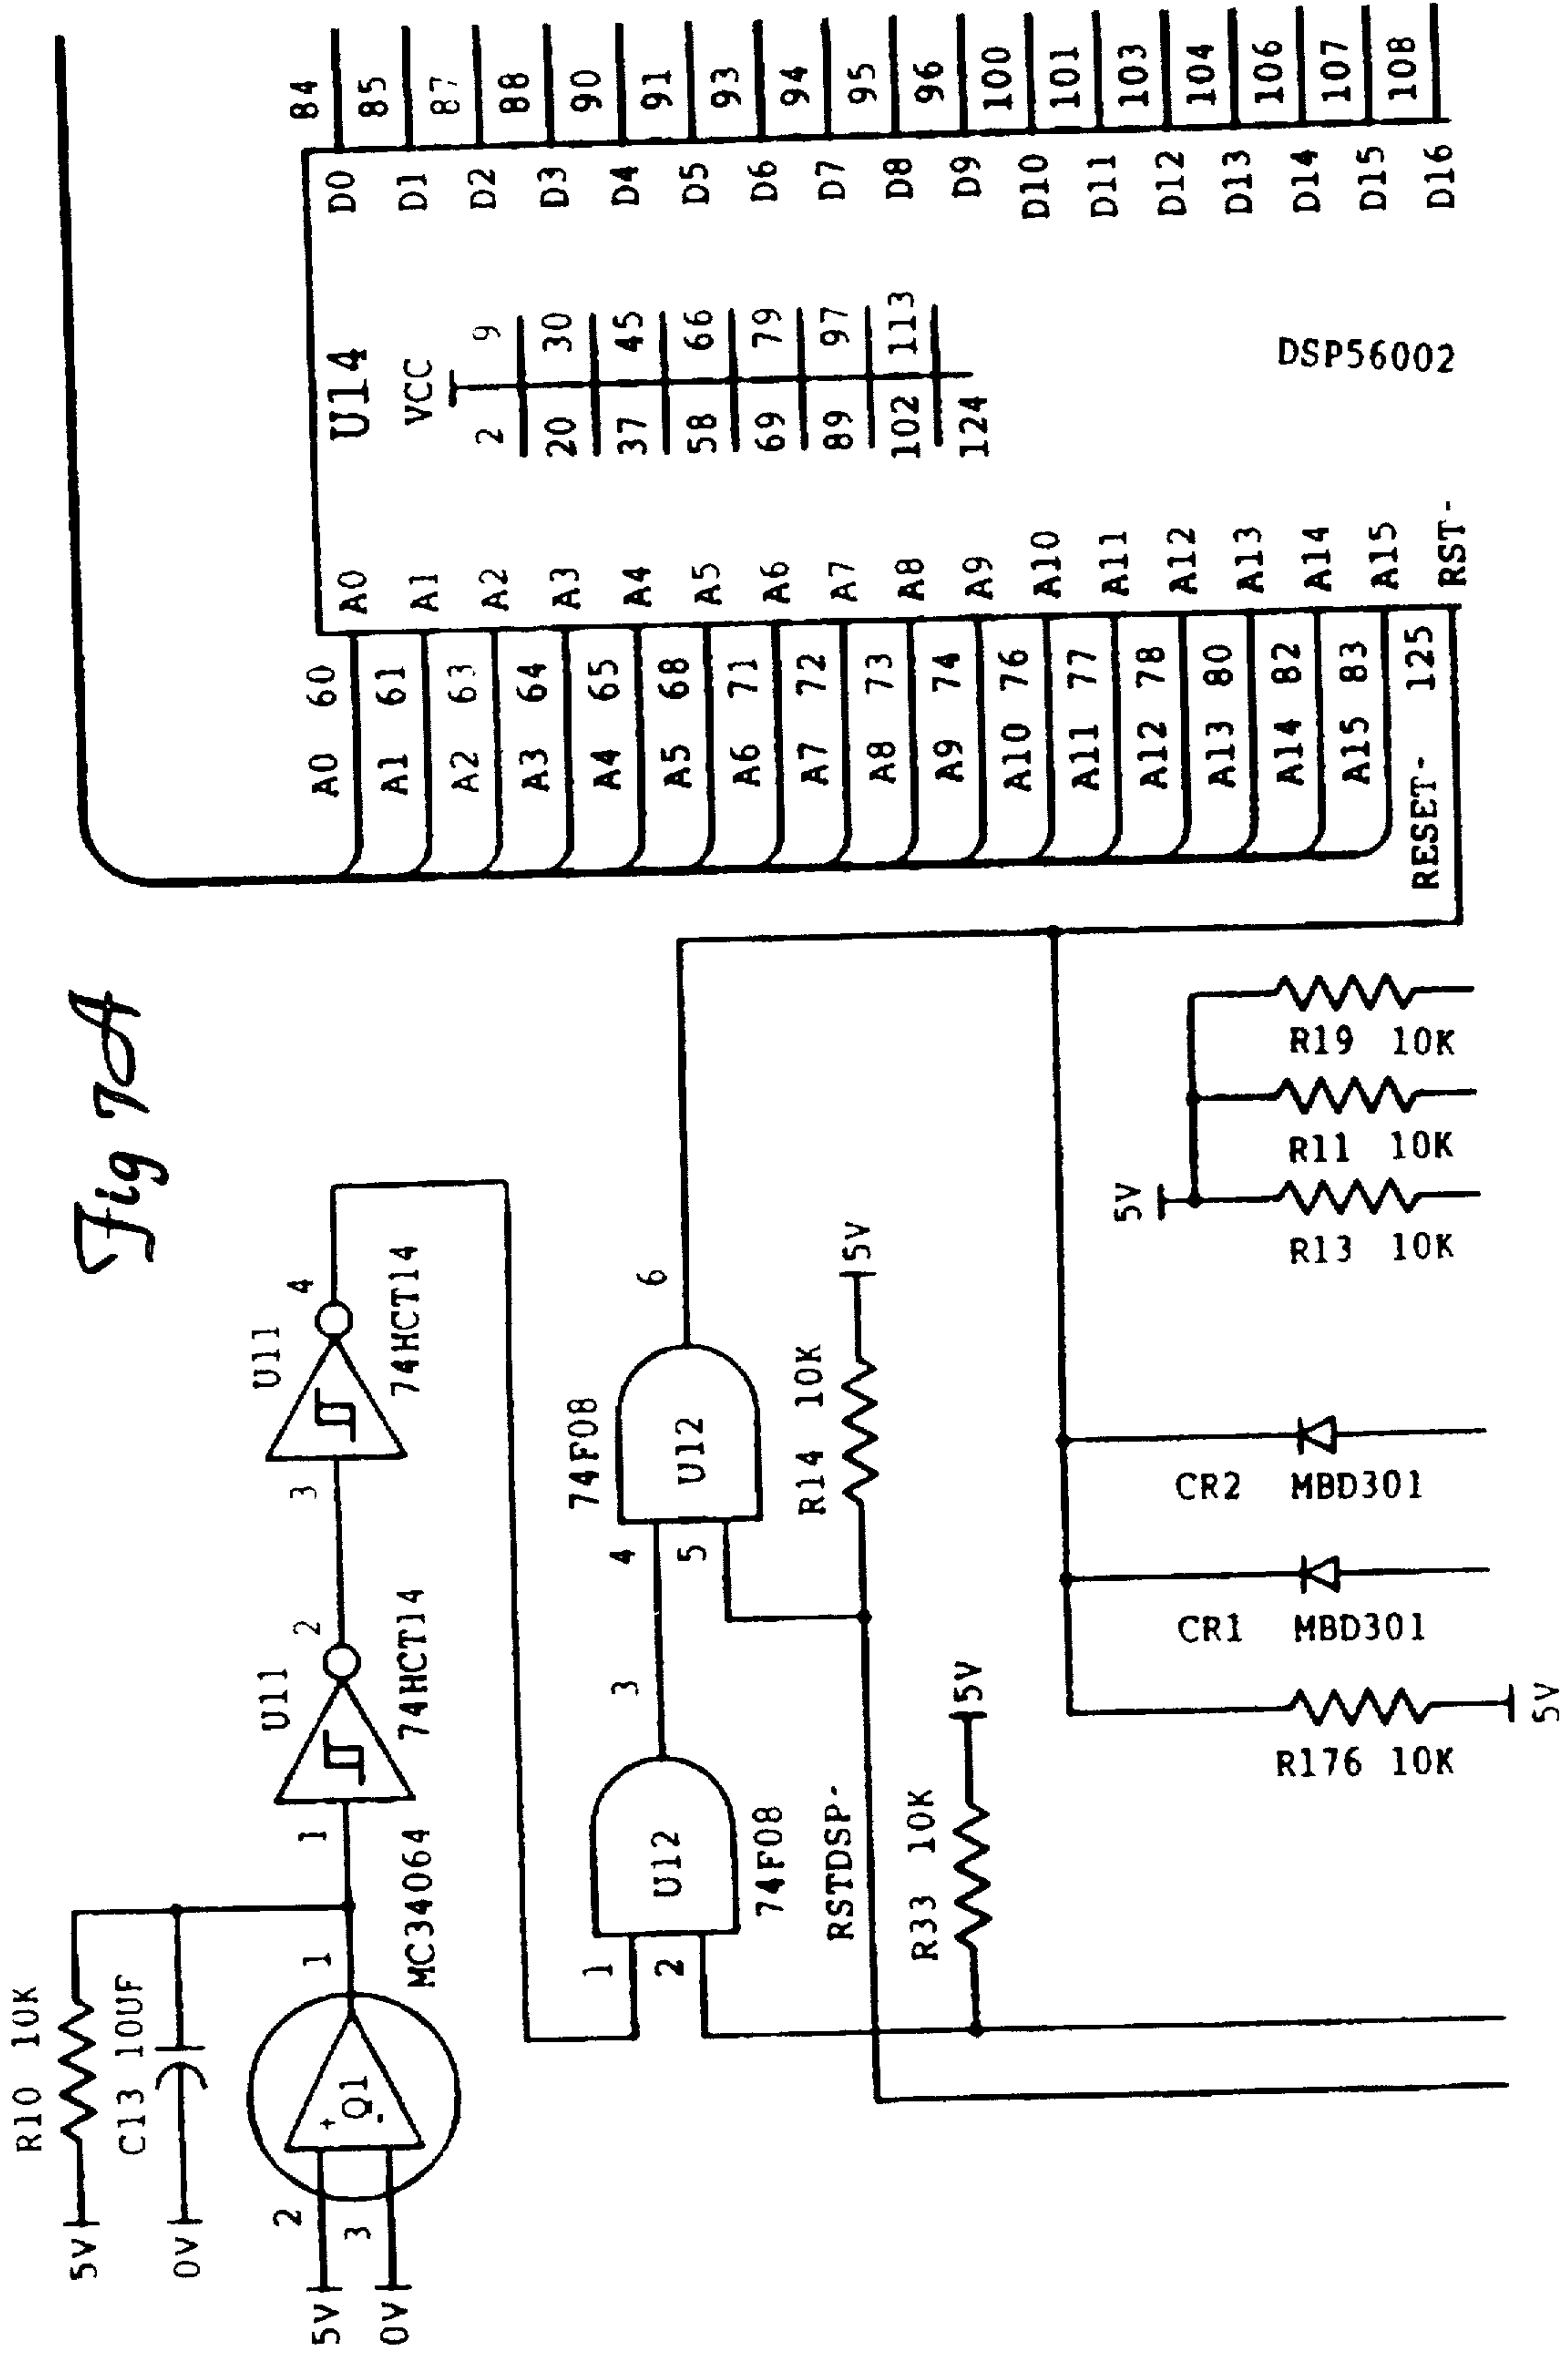 Fig 7A
R10 10K
5V
C13 10UF
0V
5V
0V
2
3
+
Q1
-
1
MC34064
1
U11
2
74HCT14
3
U11
4
74HCT14
1
2
U12
3
74F08
4
5
74F08
U12
6
RSTDSP-
R14 10K
5V
R33 10K
5V
R176 10K
5V
CR1 MBD301
CR2 MBD301
5V
R13 10K
R11 10K
R19 10K
U14
VCC
2 9
20 30
37 45
58 66
69 79
89 97
102 113
124
DSP56002
A0 60 A0
A1 61 A1
A2 63 A2
A3 64 A3
A4 65 A4
A5 68 A5
A6 71 A6
A7 72 A7
A8 73 A8
A9 74 A9
A10 76 A10
A11 77 A11
A12 78 A12
A13 80 A13
A14 82 A14
A15 83 A15
RESET- 125 RST-
D0 84
D1 85
D2 87
D3 88
D4 90
D5 91
D6 93
D7 94
D8 95
D9 96
D10 100
D11 101
D12 103
D13 104
D14 106
D15 107
D16 108